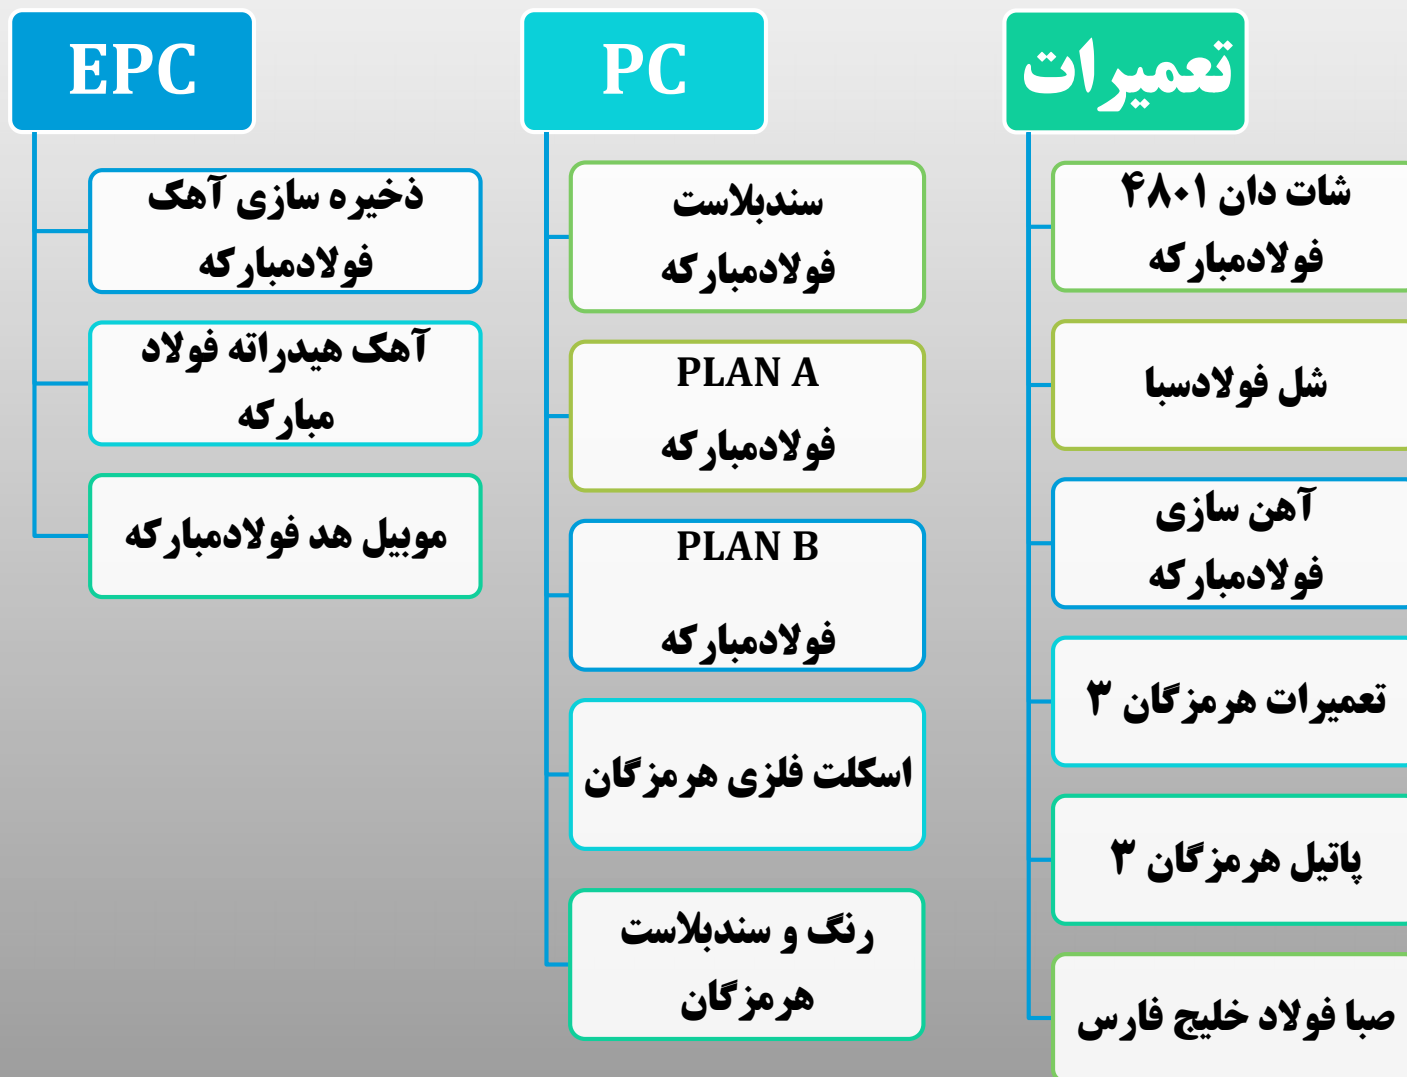 EPC
ذخیره سازی آهک
فولادمبارکه
آهک هیدراته فولاد
مبارکه
موبیل هد فولادمبارکه
PC
سندبلاست
فولادمبارکه
PLAN A
فولادمبارکه
PLAN B
فولادمبارکه
اسکلت فلزی هرمزگان
رنگ و سندبلاست
هرمزگان
تعمیرات
شات دان ۴۸۰۱
فولادمبارکه
شل فولادسبا
آهن سازی
فولادمبارکه
تعمیرات هرمزگان ۳
پاتیل هرمزگان ۳
صبا فولاد خلیج فارس